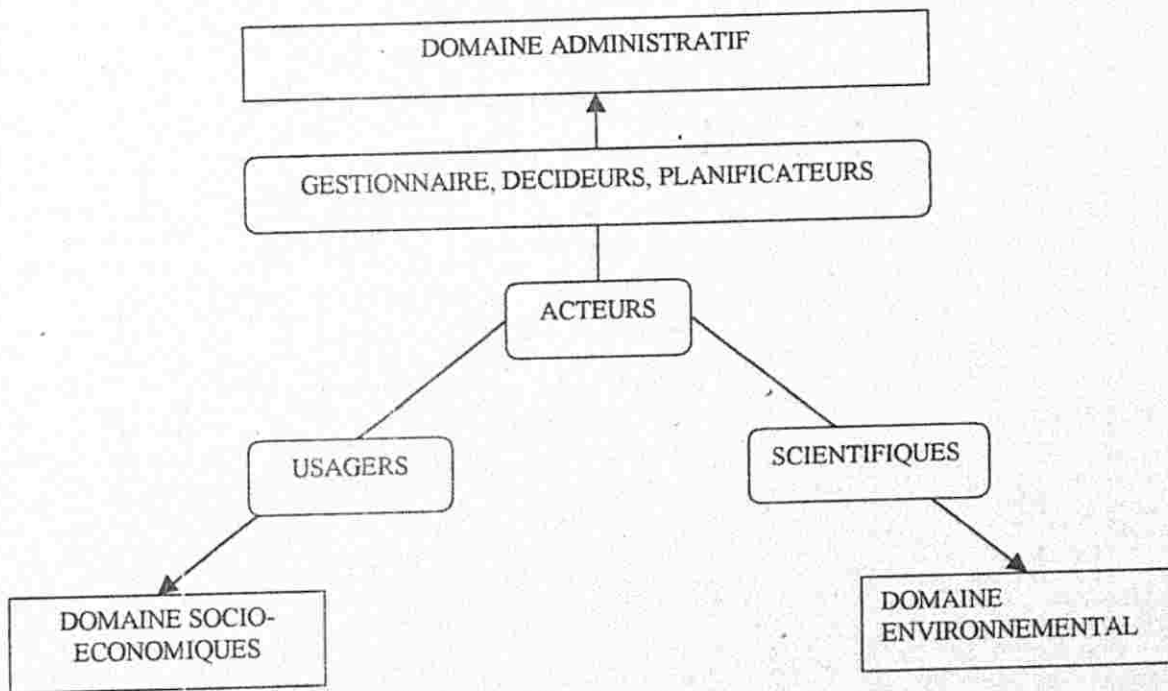 DOMAINE ADMINISTRATIF
GESTIONNAIRE, DECIDEURS, PLANIFICATEURS
ACTEURS
USAGERS
SCIENTIFIQUES
DOMAINE SOCIO-
ECONOMIQUES
DOMAINE
ENVIRONNEMENTAL